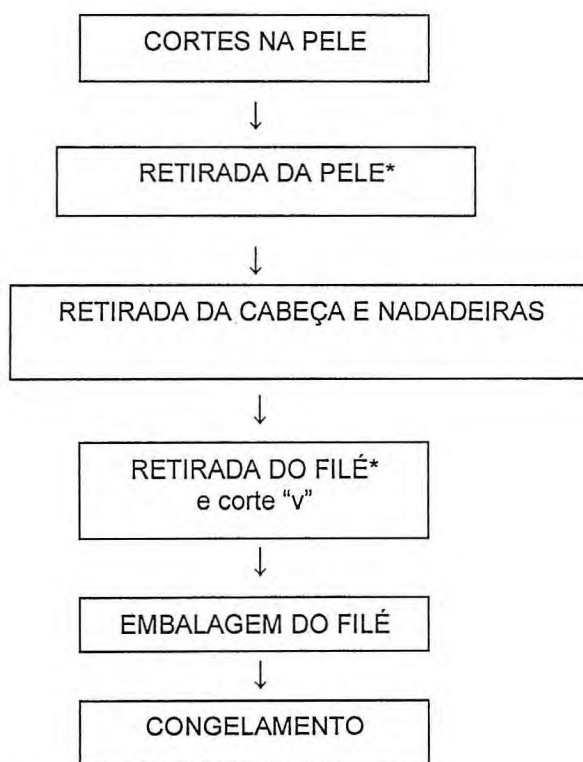 CORTES NA PELE
↓
RETIRADA DA PELE*
↓
RETIRADA DA CABEÇA E NADADEIRAS
↓
RETIRADA DO FILÉ*
e corte “v”
↓
EMBALAGEM DO FILÉ
↓
CONGELAMENTO